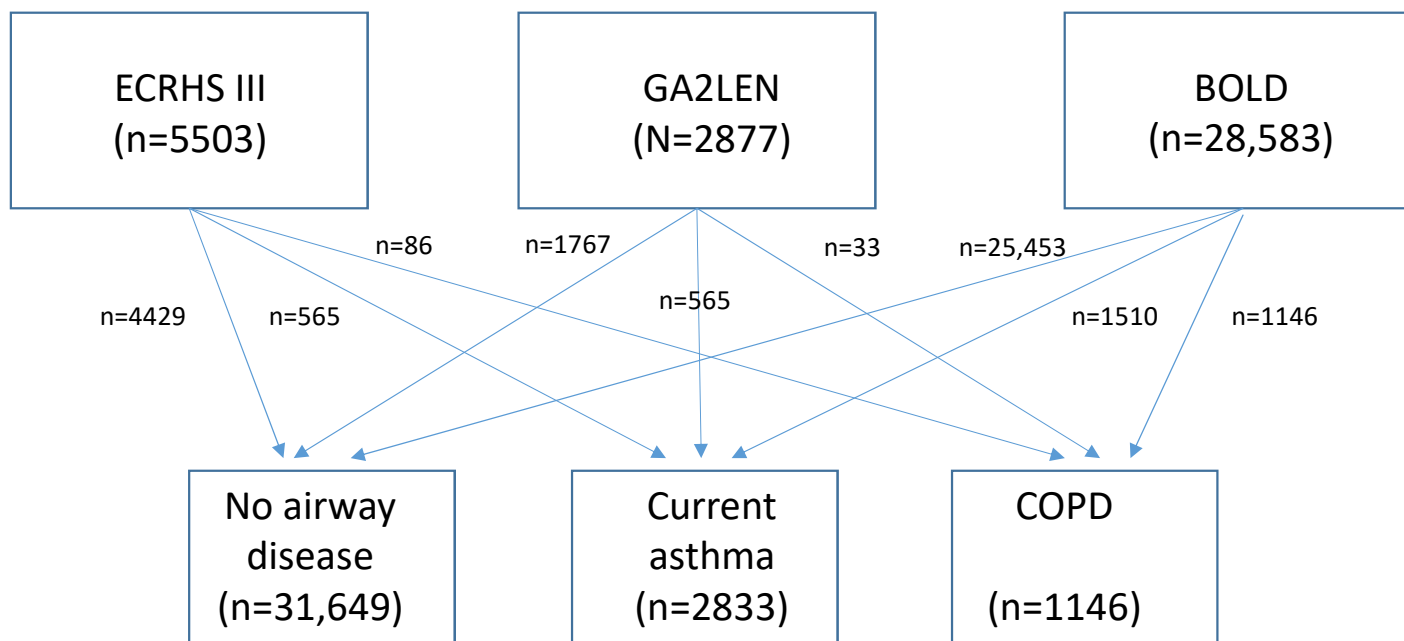 ECRHS III
(n=5503)
GA2LEN
(N=2877)
BOLD
(n=28,583)
n=86
n=1767
n=33
n=25,453
n=4429
n=565
n=565
n=1510
n=1146
No airway
disease
(n=31,649)
Current
asthma
(n=2833)
COPD
(n=1146)